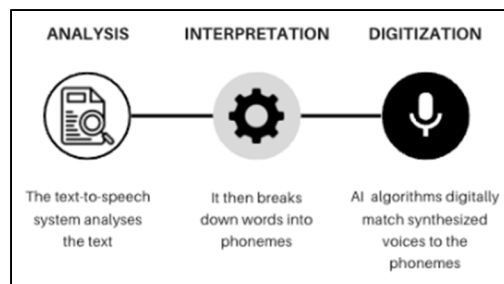 ANALYSIS
INTERPRETATION
DIGITIZATION
The text-to-speech
system analyses
the text
It then breaks
down words into
phonemes
AI algorithms digitally
match synthesized
voices to the
phonemes